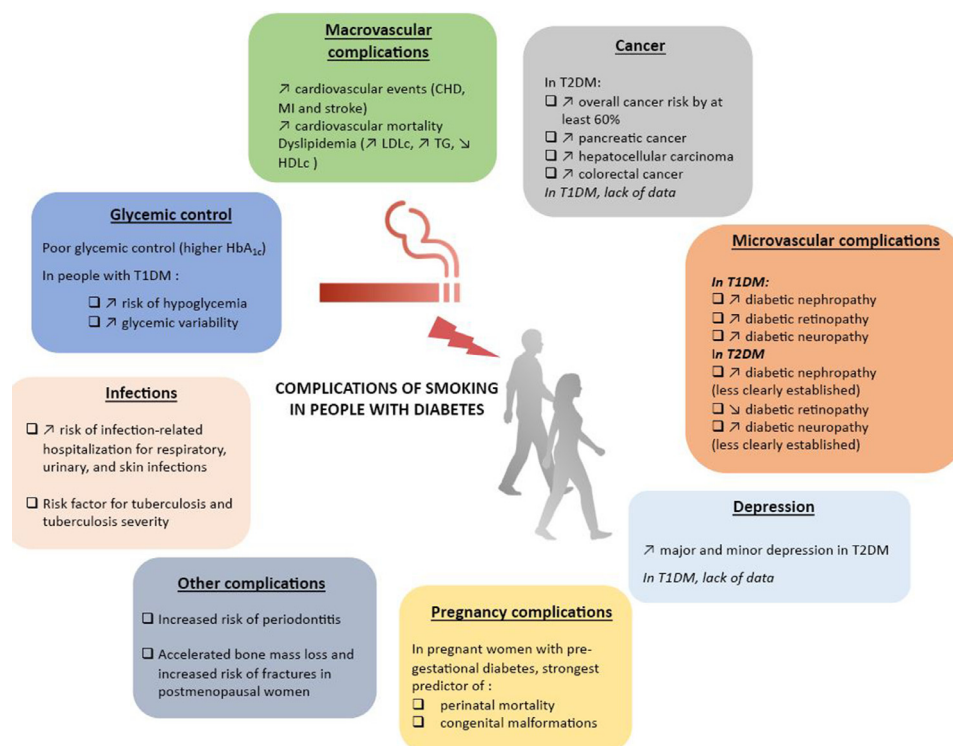 Macrovascular
complications
↗ cardiovascular events (CHD,
MI and stroke)
↗ cardiovascular mortality
Dyslipidemia (↗ LDLc, ↗ TG, ↘
HDLc )
Cancer
In T2DM:
❑ ↗ overall cancer risk by at
least 60%
❑ ↗ pancreatic cancer
❑ ↗ hepatocellular carcinoma
❑ ↗ colorectal cancer
In T1DM, lack of data
Glycemic control
Poor glycemic control (higher HbA1c)
In people with T1DM :
❑ ↗ risk of hypoglycemia
❑ ↗ glycemic variability
Microvascular complications
In T1DM:
❑ ↗ diabetic nephropathy
❑ ↗ diabetic retinopathy
❑ ↗ diabetic neuropathy
In T2DM
❑ ↗ diabetic nephropathy
(less clearly established)
❑ ↘ diabetic retinopathy
❑ ↗ diabetic neuropathy
(less clearly established)
COMPLICATIONS OF SMOKING
IN PEOPLE WITH DIABETES
Infections
❑ ↗ risk of infection-related
hospitalization for respiratory,
urinary, and skin infections
❑ Risk factor for tuberculosis and
tuberculosis severity
Depression
↗ major and minor depression in T2DM
In T1DM, lack of data
Other complications
❑ Increased risk of periodontitis
❑ Accelerated bone mass loss and
increased risk of fractures in
postmenopausal women
Pregnancy complications
In pregnant women with pre-
gestational diabetes, strongest
predictor of :
❑ perinatal mortality
❑ congenital malformations